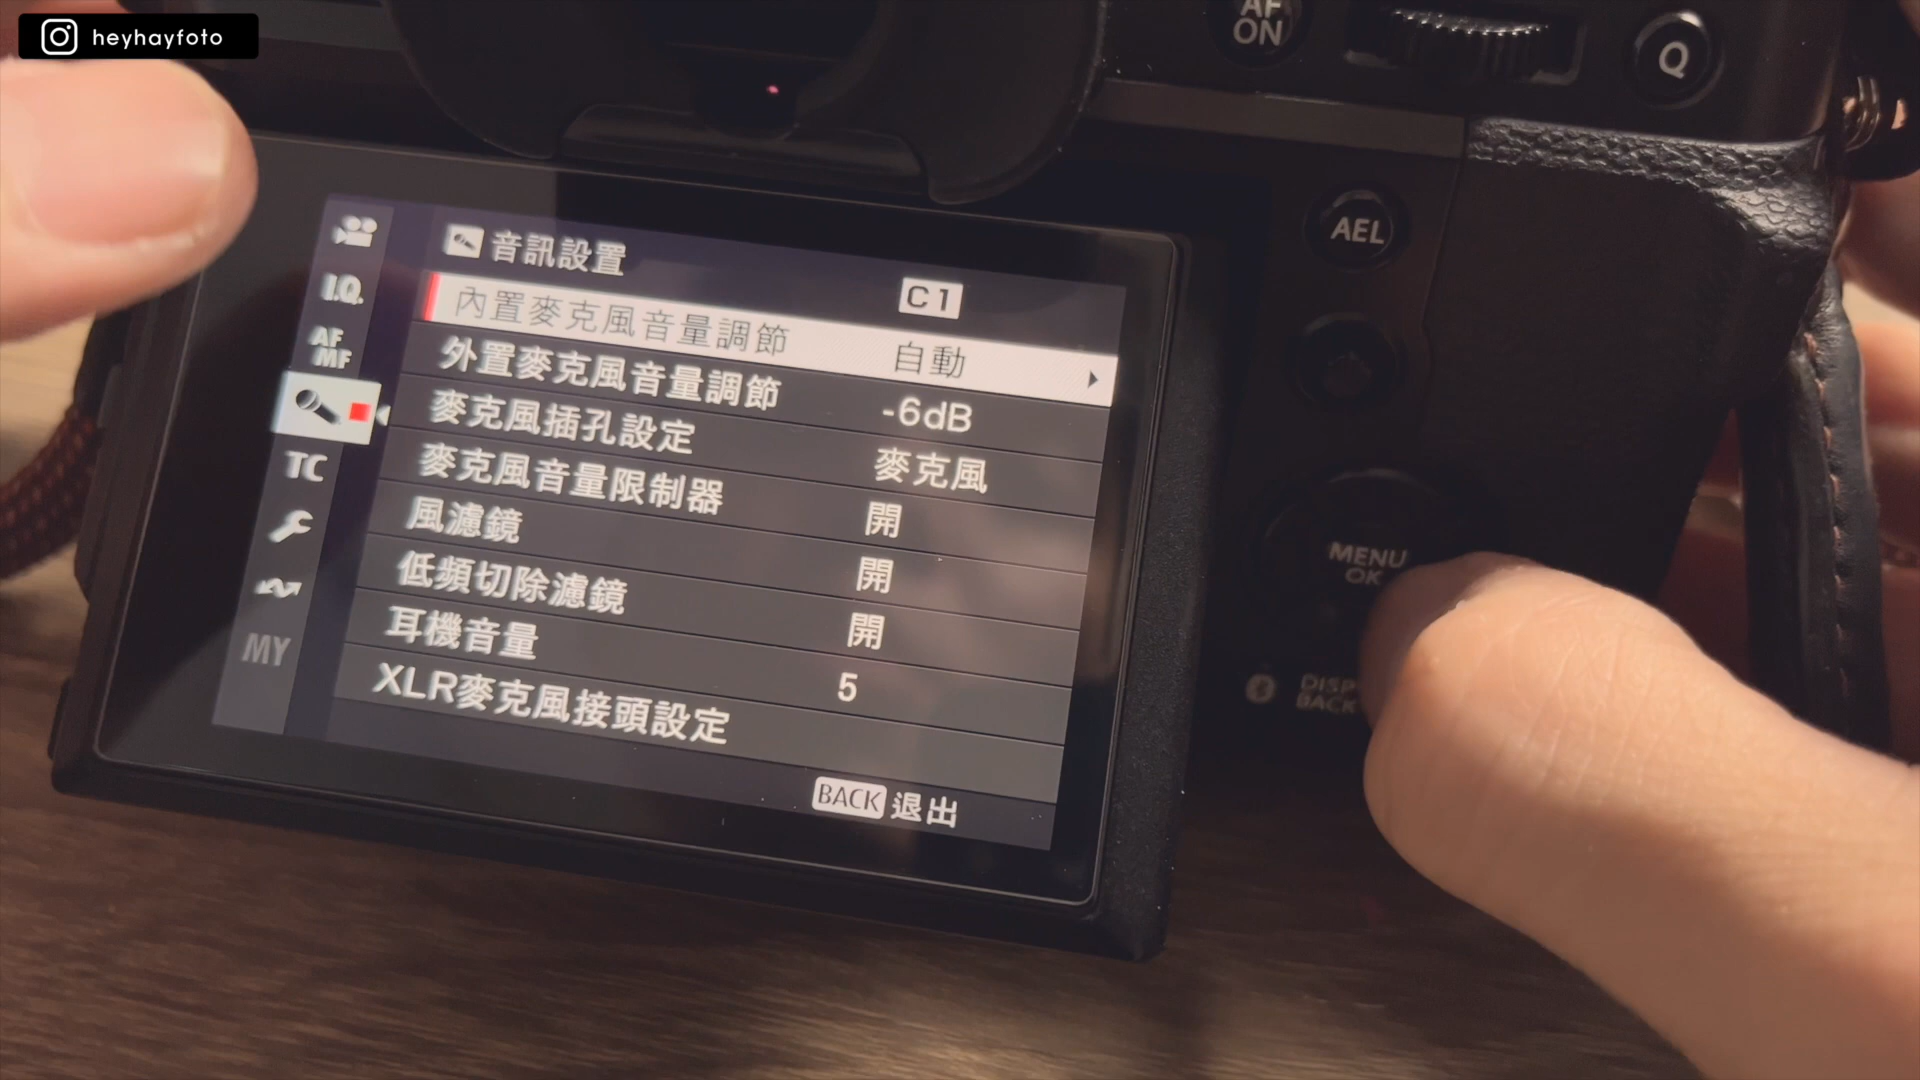 heyhayfoto
AF
ON
Q
AEL
音訊設置
C1
I.Q.
內置麥克風音量調節 自動
AF
MF
外置麥克風音量調節 -6dB
麥克風插孔設定 麥克風
麥克風音量限制器 開
TC
風濾鏡 開
低頻切除濾鏡 開
耳機音量 5
MY
XLR麥克風接頭設定
BACK 退出
MENU
OK
DISP
BACK